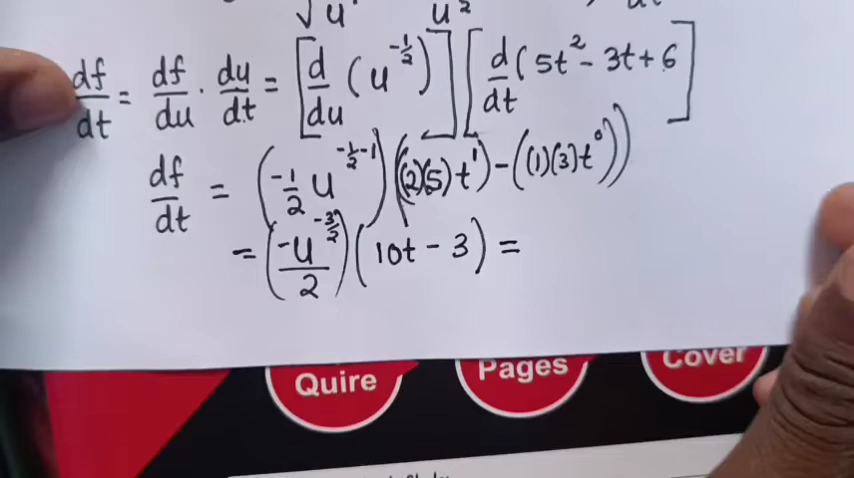 √u u²
df/dt = df/du · du/dt = [d/du (u^(-1/2))] [d/dt (5t² - 3t + 6]
df/dt = (-1/2 u^(-1/2-1)) ((2)(5)t¹) - ((1)(3)t⁰))
= (-u^(-3/2)/2) (10t - 3) =
Quire Pages Cover